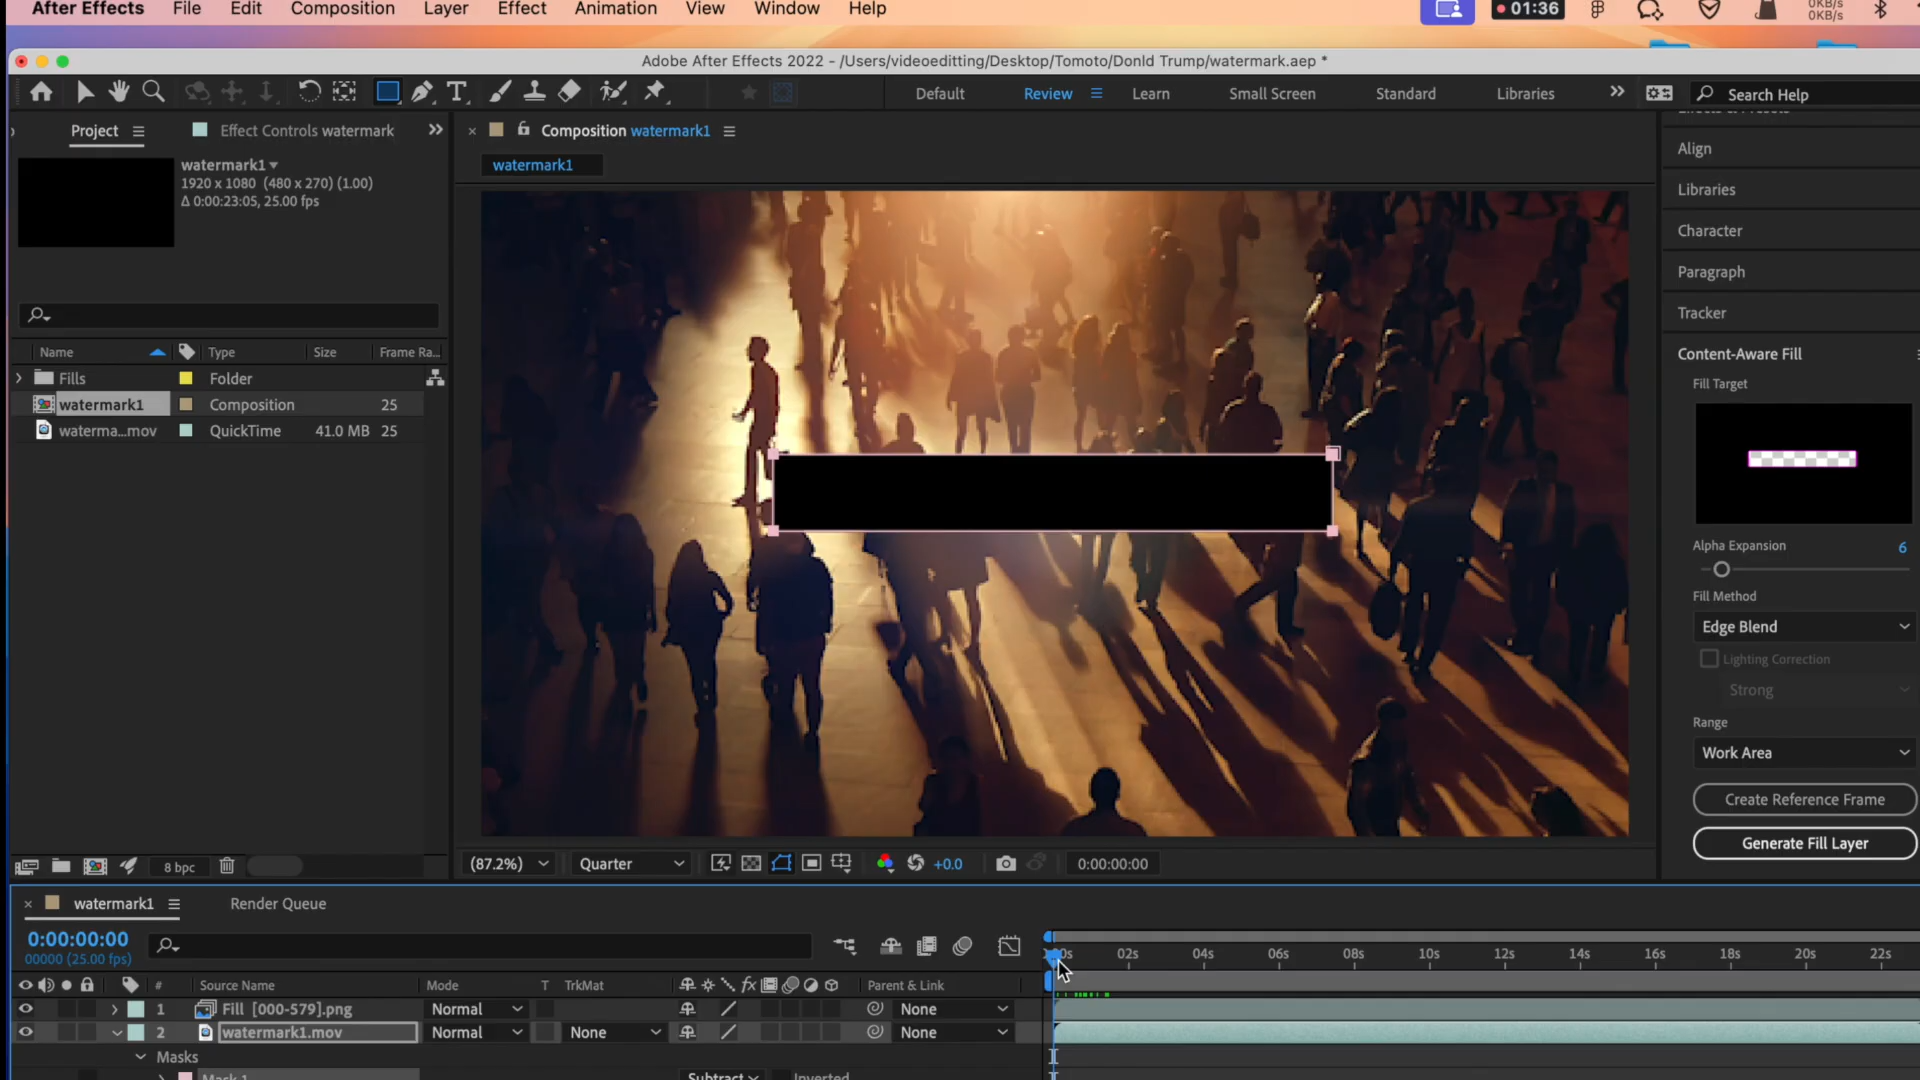 After Effects File Edit Composition Layer Effect Animation View Window Help 01:36 0KB/s
0KB/s
Adobe After Effects 2022 - /Users/videoeditting/Desktop/Tomoto/Donld Trump/watermark.aep *
Default Review Learn Small Screen Standard Libraries Search Help
Project Effect Controls watermark
Composition watermark1
watermark1
watermark1
1920 x 1080 (480 x 270) (1.00)
Δ 0:00:23:05, 25.00 fps
Name Type Size Frame Ra...
Fills Folder
watermark1 Composition 25
waterma...mov QuickTime 41.0 MB 25
8 bpc
Align
Libraries
Character
Paragraph
Tracker
Content-Aware Fill
Fill Target
Alpha Expansion 6
Fill Method
Edge Blend
Lighting Correction
Strong
Range
Work Area
Create Reference Frame
Generate Fill Layer
(87.2%) Quarter +0.0 0:00:00:00
watermark1 Render Queue
0:00:00:00
00000 (25.00 fps)
02s 04s 06s 08s 10s 12s 14s 16s 18s 20s 22s
# Source Name Mode T TrkMat fx Parent & Link
1 Fill [000-579].png Normal None
2 watermark1.mov Normal None None
Masks
Mask 1 Subtract Inverted